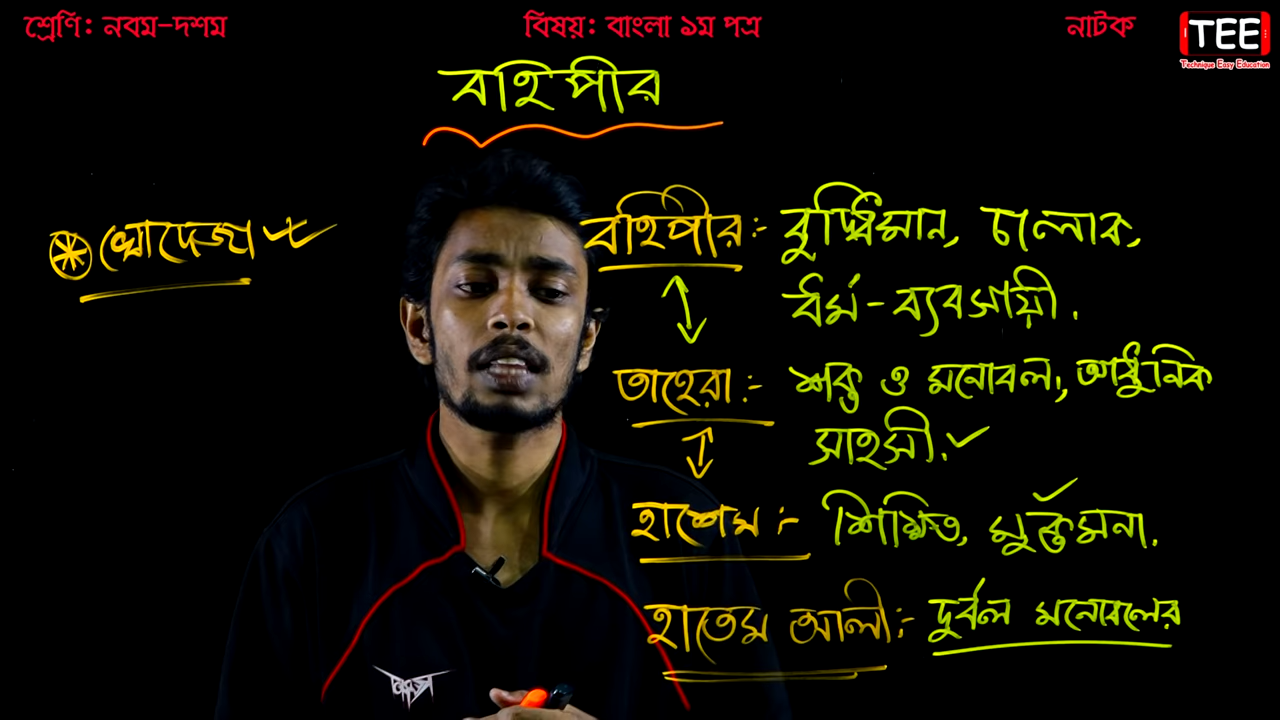 শ্রেণি: নবম-দশম
বিষয়: বাংলা ১ম পত্র
নাটক
TEE
Technique Easy Education
বহিপীর
খোদেজা
বহিপীর :- বুদ্ধিমান, চালাক,
ধর্ম-ব্যবসায়ী.
তাহেরা :- শক্ত ও মনোবল, আধুনিক
সাহসী.
হাশেম :- শিক্ষিত, মুক্তমনা.
হাতেম আলী :- দুর্বল মনোবলের